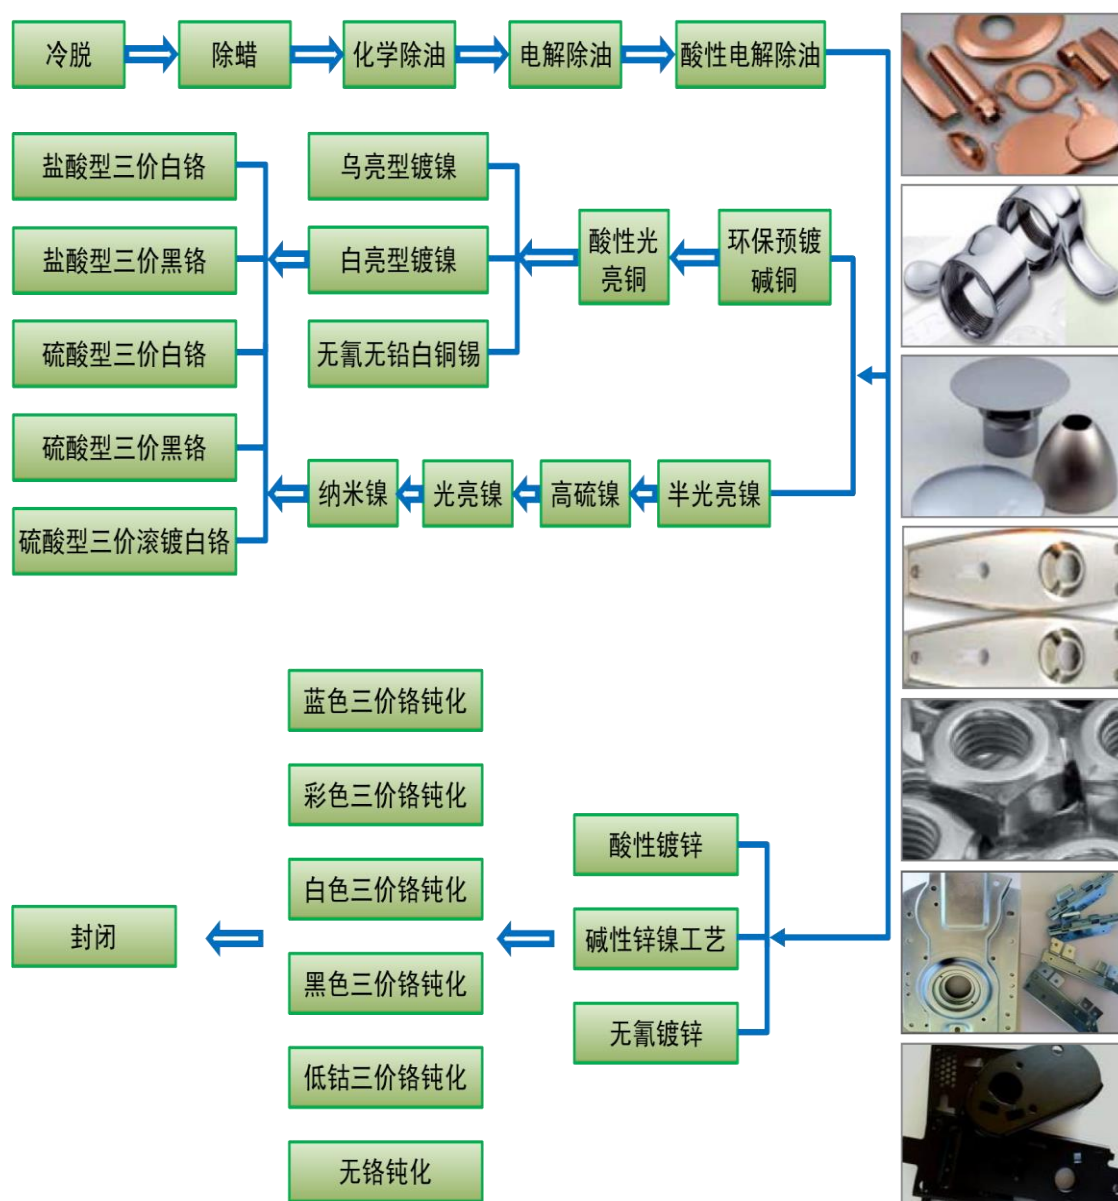 冷脱
除蜡
化学除油
电解除油
酸性电解除油
盐酸型三价白铬
乌亮型镀镍
酸性光
亮铜
环保预镀
碱铜
盐酸型三价黑铬
白亮型镀镍
硫酸型三价白铬
无氰无铅白铜锡
硫酸型三价黑铬
纳米镍
光亮镍
高硫镍
半光亮镍
硫酸型三价滚镀白铬
蓝色三价铬钝化
彩色三价铬钝化
酸性镀锌
白色三价铬钝化
封闭
碱性锌镍工艺
黑色三价铬钝化
无氰镀锌
低钴三价铬钝化
无铬钝化